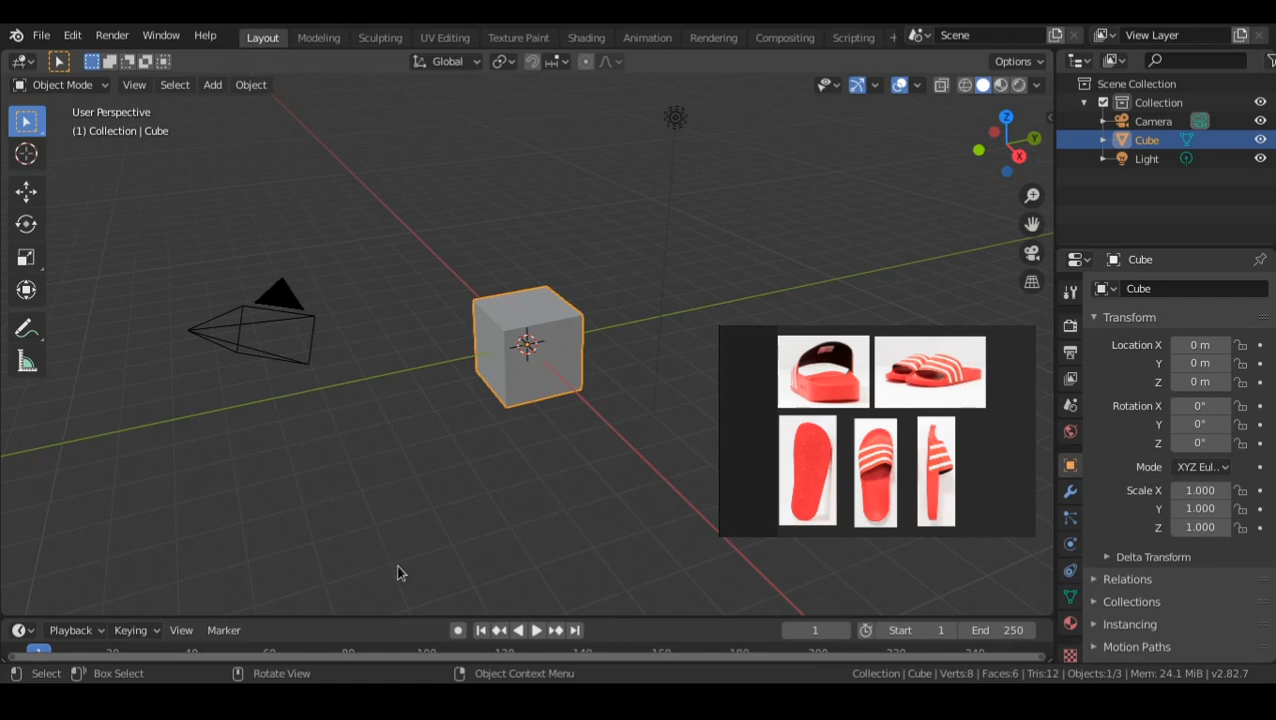 File Edit Render Window Help Layout Modeling Sculpting UV Editing Texture Paint Shading Animation Rendering Compositing Scripting + Scene View Layer
Global Options
Object Mode View Select Add Object
User Perspective
(1) Collection | Cube
Z
Y
X
Scene Collection
Collection
Camera
Cube
Light
Cube
Cube
Transform
Location X 0 m
Y 0 m
Z 0 m
Rotation X 0°
Y 0°
Z 0°
Mode XYZ Eul..
Scale X 1.000
Y 1.000
Z 1.000
Delta Transform
Relations
Collections
Instancing
Motion Paths
Playback Keying View Marker 1 Start 1 End 250
1
Select Box Select Rotate View Object Context Menu Collection | Cube | Verts:8 | Faces:6 | Tris:12 | Objects:1/3 | Mem: 24.1 MiB | v2.82.7